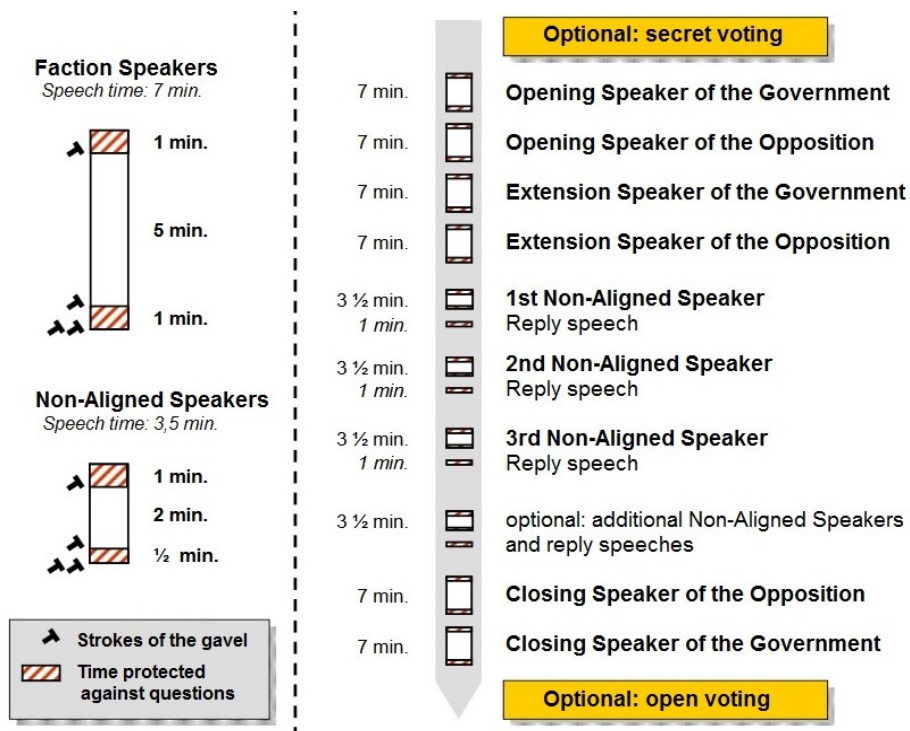 Faction Speakers
Speech time: 7 min.
1 min.
5 min.
1 min.
Non-Aligned Speakers
Speech time: 3,5 min.
1 min.
2 min.
½ min.
Strokes of the gavel
Time protected
against questions
Optional: secret voting
7 min. Opening Speaker of the Government
7 min. Opening Speaker of the Opposition
7 min. Extension Speaker of the Government
7 min. Extension Speaker of the Opposition
3 ½ min. 1st Non-Aligned Speaker
1 min. Reply speech
3 ½ min. 2nd Non-Aligned Speaker
1 min. Reply speech
3 ½ min. 3rd Non-Aligned Speaker
1 min. Reply speech
3 ½ min. optional: additional Non-Aligned Speakers
and reply speeches
7 min. Closing Speaker of the Opposition
7 min. Closing Speaker of the Government
Optional: open voting